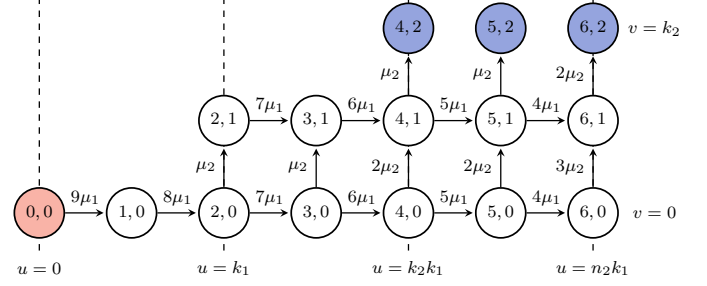 4, 2 5, 2 6, 2 v = k₂
μ₂ μ₂ 2μ₂
7μ₁ 6μ₁ 5μ₁ 4μ₁
2, 1 3, 1 4, 1 5, 1 6, 1
μ₂ μ₂ 2μ₂ 2μ₂ 3μ₂
9μ₁ 8μ₁ 7μ₁ 6μ₁ 5μ₁ 4μ₁
0, 0 1, 0 2, 0 3, 0 4, 0 5, 0 6, 0 v = 0
u = 0 u = k₁ u = k₂k₁ u = n₂k₁